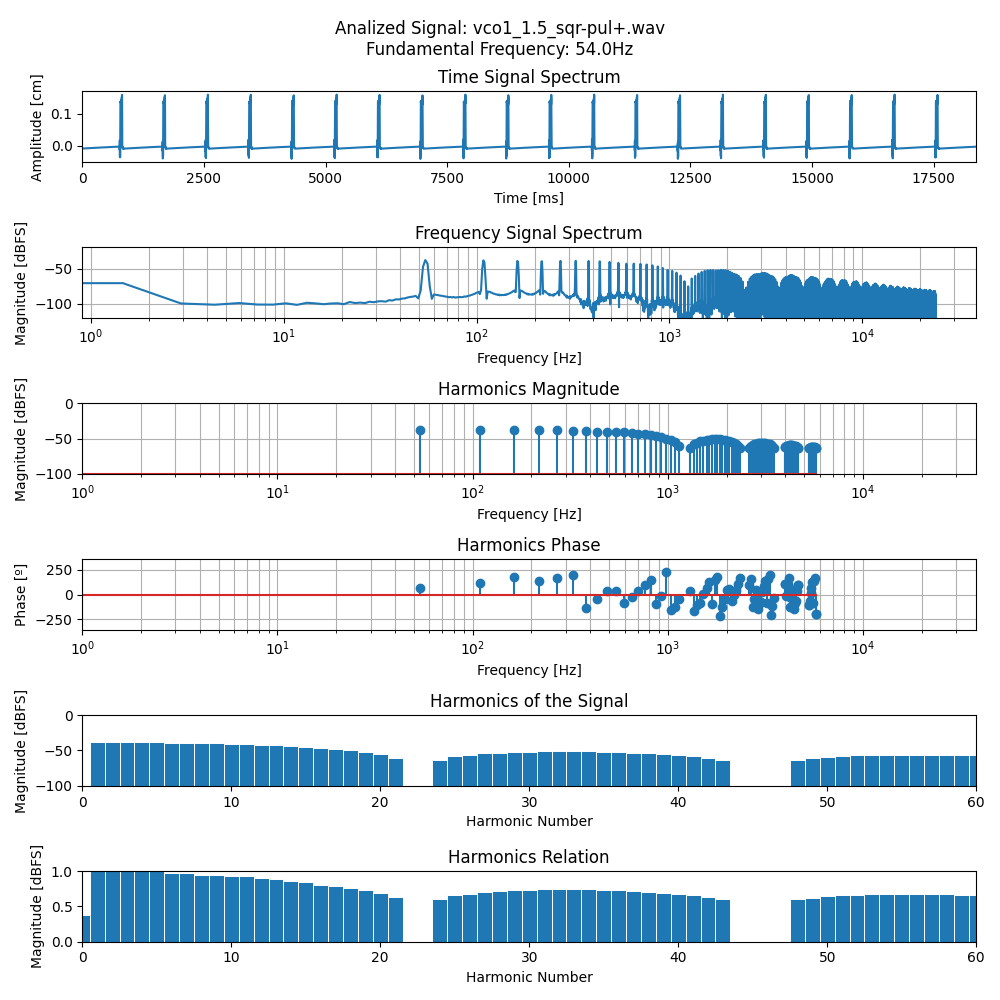 Analized Signal: vco1_1.5_sqr-pul+.wav
Fundamental Frequency: 54.0Hz
Time Signal Spectrum
Amplitude [cm]
0.1
0.0
0 2500 5000 7500 10000 12500 15000 17500
Time [ms]
Frequency Signal Spectrum
Magnitude [dBFS]
−50
−100
10^0 10^1 10^2 10^3 10^4
Frequency [Hz]
Harmonics Magnitude
Magnitude [dBFS]
0
−50
−100
10^0 10^1 10^2 10^3 10^4
Frequency [Hz]
Harmonics Phase
Phase [º]
250
0
−250
10^0 10^1 10^2 10^3 10^4
Frequency [Hz]
Harmonics of the Signal
Magnitude [dBFS]
0
−50
−100
0 10 20 30 40 50 60
Harmonic Number
Harmonics Relation
Magnitude [dBFS]
1.0
0.5
0.0
0 10 20 30 40 50 60
Harmonic Number